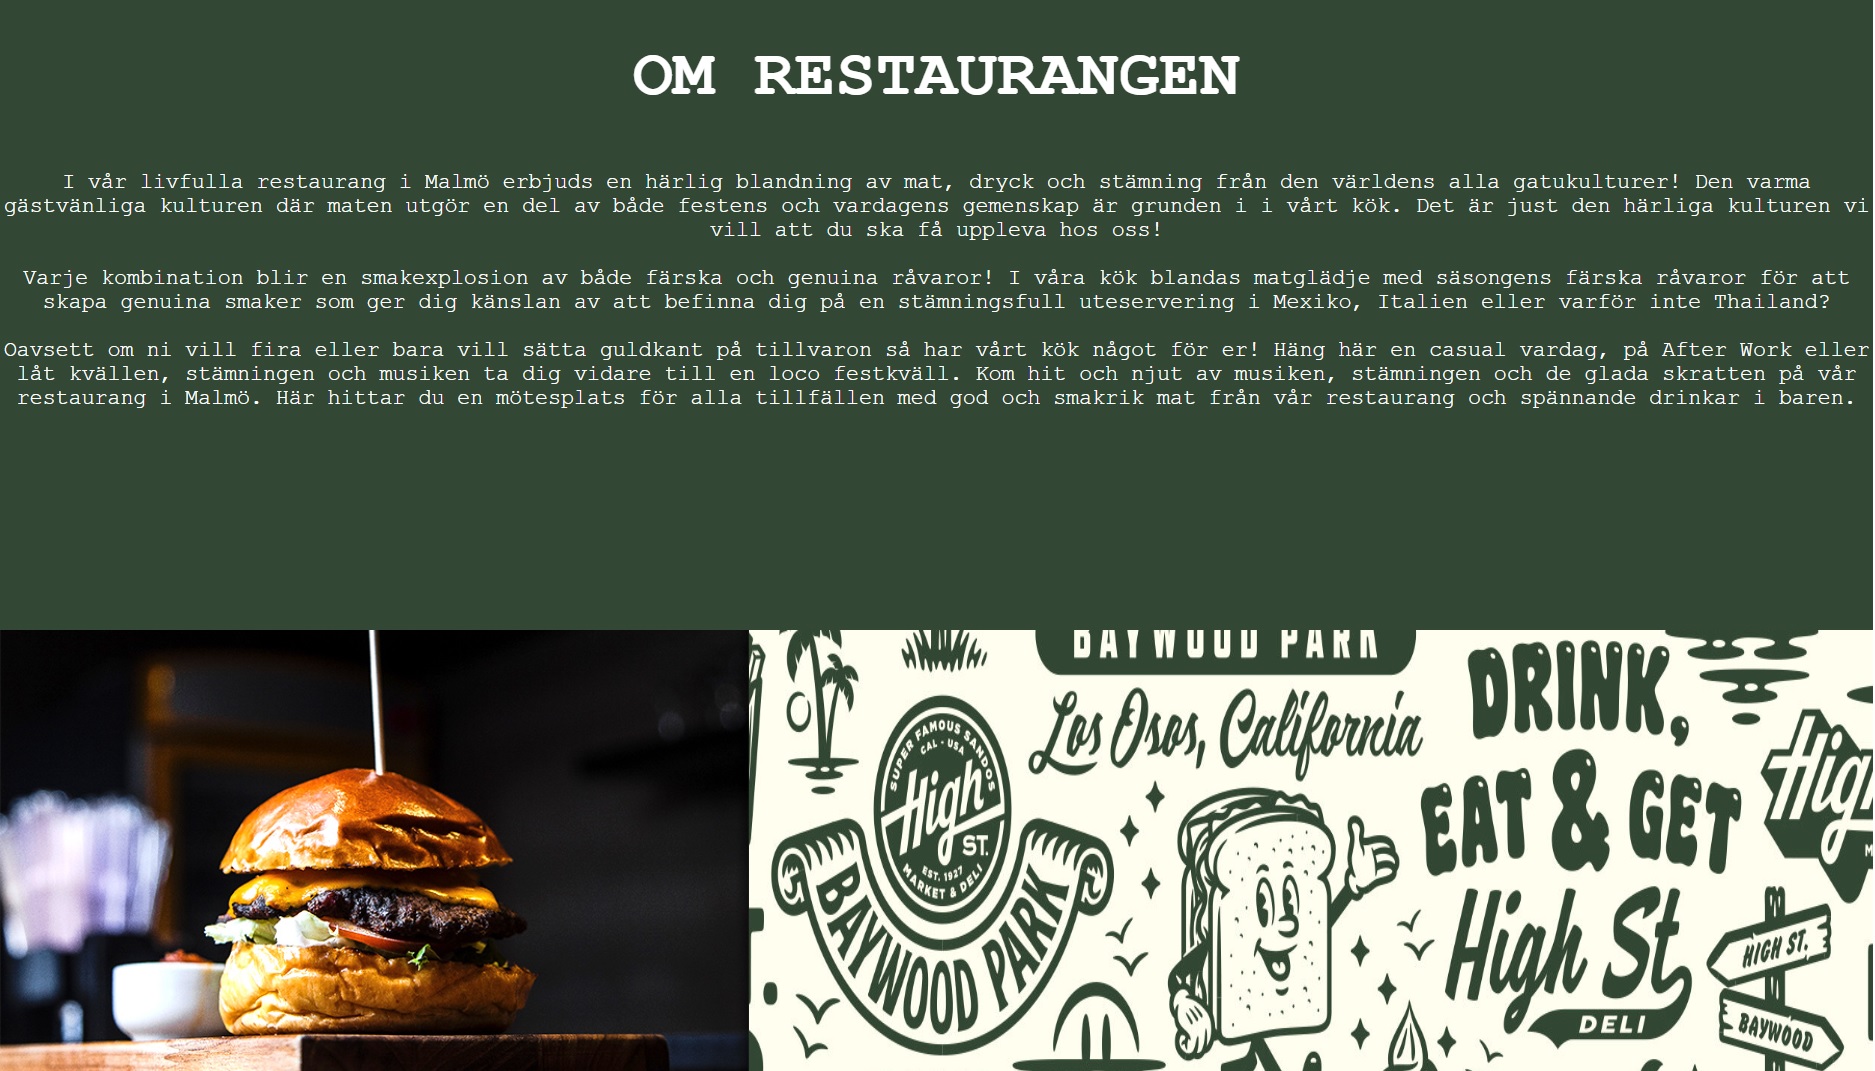 OM RESTAURANGEN
I vår livfulla restaurang i Malmö erbjuds en härlig blandning av mat, dryck och stämning från den världens alla gatukulturer! Den varma
gästvänliga kulturen där maten utgör en del av både festens och vardagens gemenskap är grunden i i vårt kök. Det är just den härliga kulturen vi
vill att du ska få uppleva hos oss!
Varje kombination blir en smakexplosion av både färska och genuina råvaror! I våra kök blandas matglädje med säsongens färska råvaror för att
skapa genuina smaker som ger dig känslan av att befinna dig på en stämningsfull uteservering i Mexiko, Italien eller varför inte Thailand?
Oavsett om ni vill fira eller bara vill sätta guldkant på tillvaron så har vårt kök något för er! Häng här en casual vardag, på After Work eller
låt kvällen, stämningen och musiken ta dig vidare till en loco festkväll. Kom hit och njut av musiken, stämningen och de glada skratten på vår
restaurang i Malmö. Här hittar du en mötesplats för alla tillfällen med god och smakrik mat från vår restaurang och spännande drinkar i baren.
BAYWOOD PARK
Los Osos, California
SUPER FAMOUS SANDOS
CAL - USA
High
ST.
EST. 1927
MARKET & DELI
BAYWOOD PARK
DRINK,
EAT & GET
High St
DELI
HIGH ST.
BAYWOOD